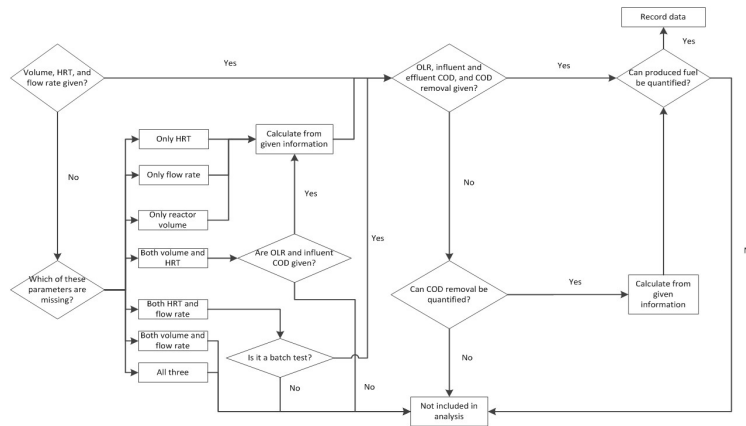 Record data
Yes
Volume, HRT, and
flow rate given?
Yes
OLR, influent and
effluent COD, and COD
removal given?
Yes
Can produced fuel
be quantified?
No
Only HRT
Calculate from
given information
Only flow rate
Yes
No
Only reactor
volume
Yes
Both volume and
HRT
Are OLR and influent
COD given?
Which of these
parameters are
missing?
Can COD removal be
quantified?
Yes
Calculate from
given
information
Both HRT and
flow rate
Both volume and
flow rate
Is it a batch test?
No
All three
No
No
Not included in
analysis